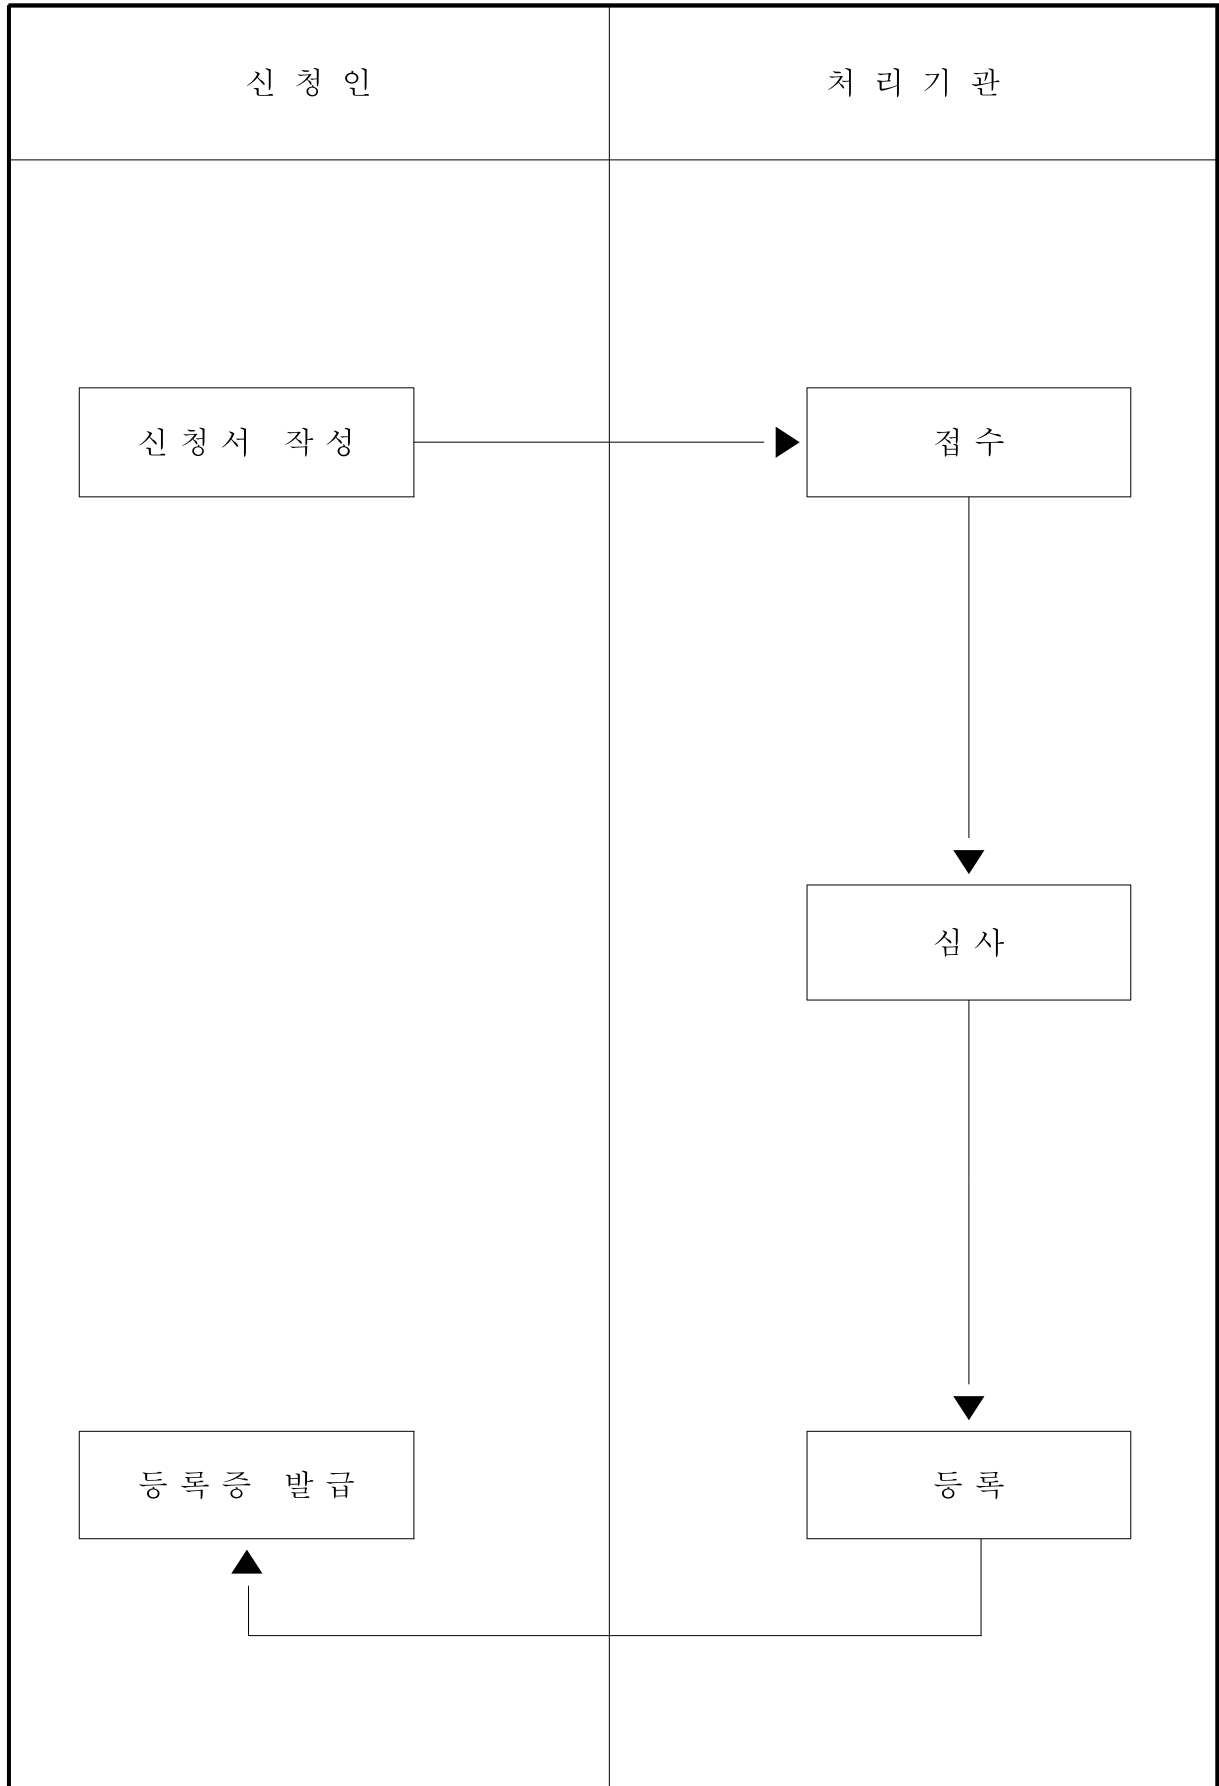 신 청 인
처 리 기 관
신청서 작성
접수
심사
등록증 발급
등록